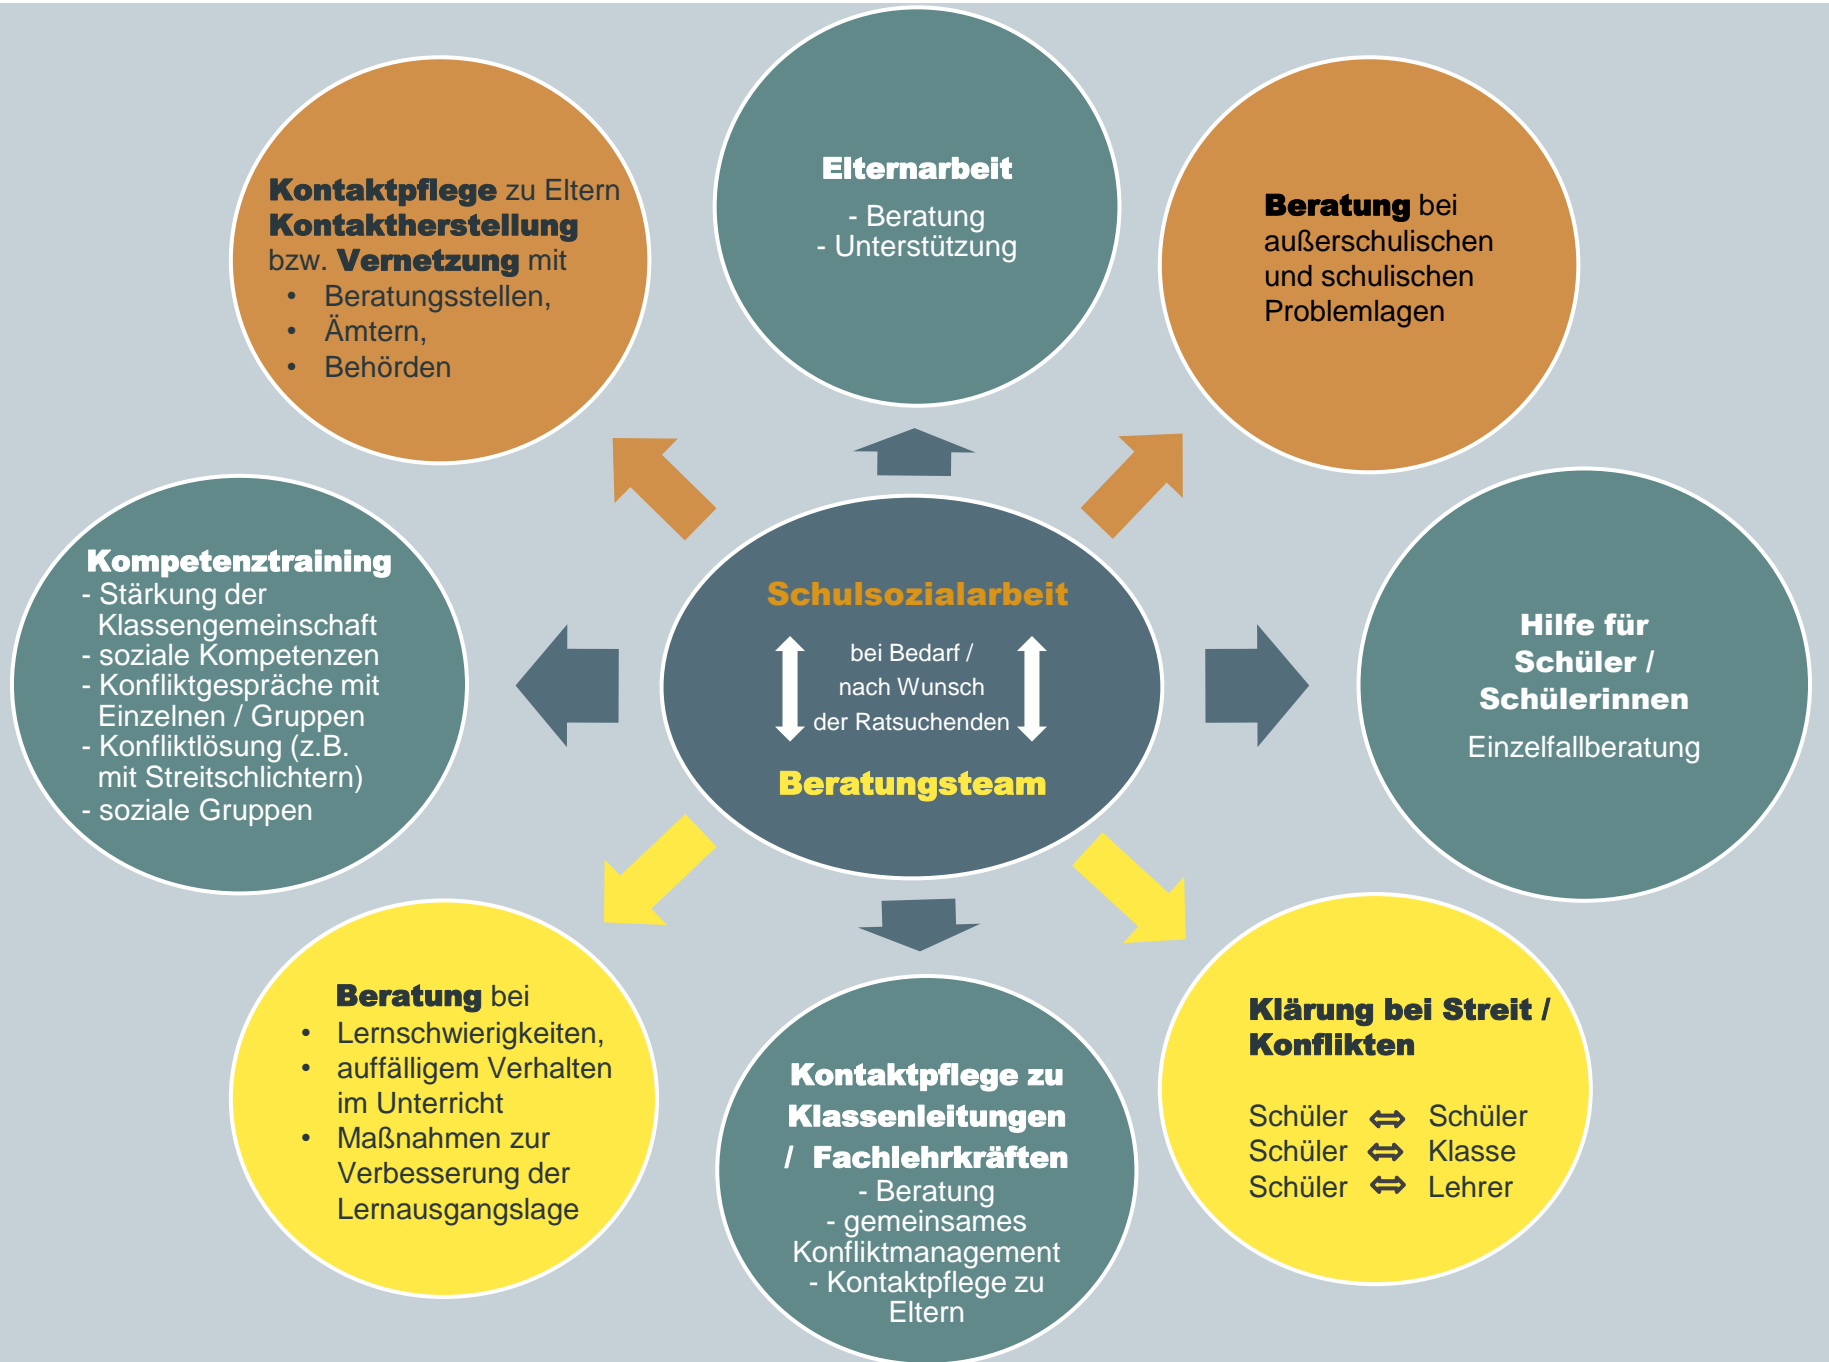 Elternarbeit
- Beratung
- Unterstützung
Kontaktpflege zu Eltern
Kontaktherstellung
bzw. Vernetzung mit
• Beratungsstellen,
• Ämtern,
• Behörden
Beratung bei
außerschulischen
und schulischen
Problemlagen
Kompetenztraining
- Stärkung der
Klassengemeinschaft
- soziale Kompetenzen
- Konfliktgespräche mit
Einzelnen / Gruppen
- Konfliktlösung (z.B.
mit Streitschlichtern)
- soziale Gruppen
Schulsozialarbeit
bei Bedarf /
nach Wunsch
der Ratsuchenden
Beratungsteam
Hilfe für
Schüler /
Schülerinnen
Einzelfallberatung
Beratung bei
• Lernschwierigkeiten,
• auffälligem Verhalten
im Unterricht
• Maßnahmen zur
Verbesserung der
Lernausgangslage
Kontaktpflege zu
Klassenleitungen
/ Fachlehrkräften
- Beratung
- gemeinsames
Konfliktmanagement
- Kontaktpflege zu
Eltern
Klärung bei Streit /
Konflikten
Schüler ⇔ Schüler
Schüler ⇔ Klasse
Schüler ⇔ Lehrer